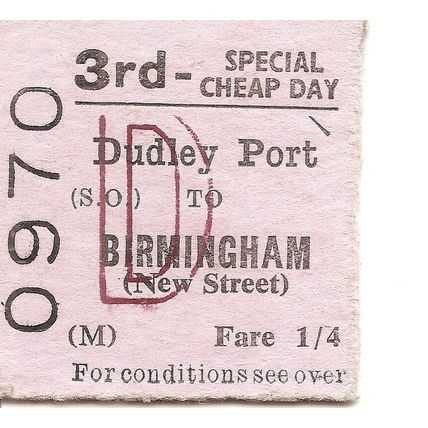 3rd - SPECIAL
CHEAP DAY
Dudley Port
(S.O.) TO
D
BIRMINGHAM
(New Street)
(M) Fare 1/4
For conditions see over
0970